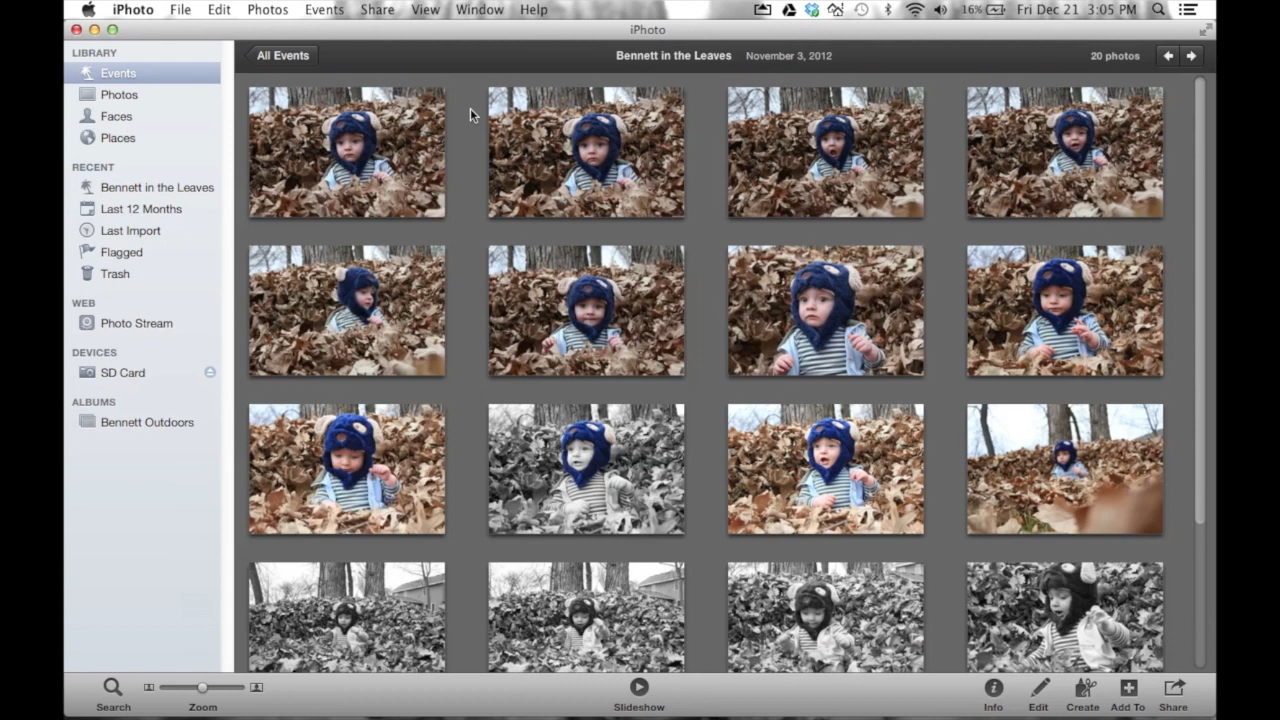 iPhoto File Edit Photos Events Share View Window Help 16% Fri Dec 21 3:05 PM
iPhoto
LIBRARY
Events
Photos
Faces
Places
RECENT
Bennett in the Leaves
Last 12 Months
Last Import
Flagged
Trash
WEB
Photo Stream
DEVICES
SD Card
ALBUMS
Bennett Outdoors
All Events Bennett in the Leaves November 3, 2012 20 photos
Search Zoom Slideshow Info Edit Create Add To Share